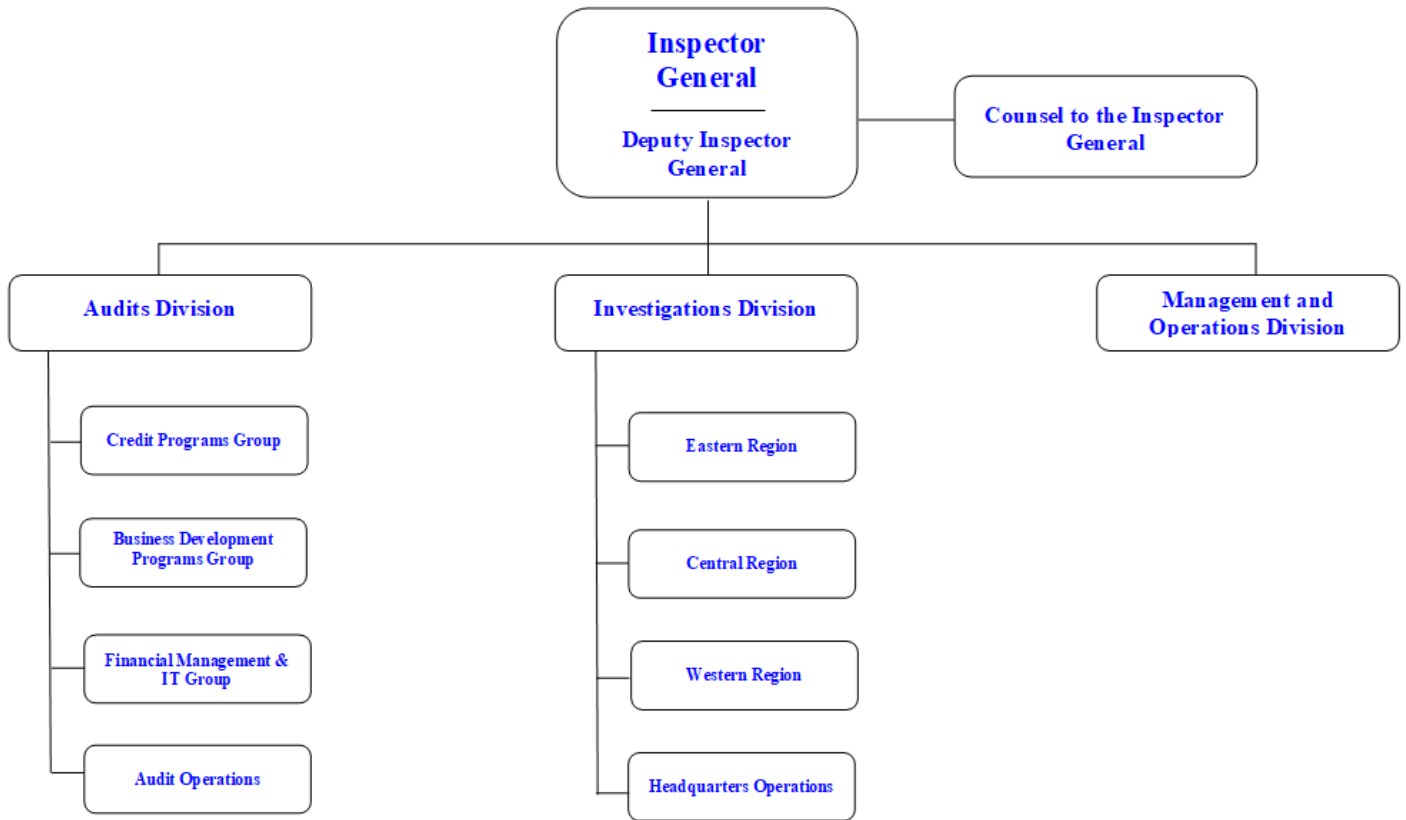 Inspector
General
Deputy Inspector
General
Counsel to the Inspector
General
Audits Division
Investigations Division
Management and
Operations Division
Credit Programs Group
Business Development
Programs Group
Financial Management &
IT Group
Audit Operations
Eastern Region
Central Region
Western Region
Headquarters Operations